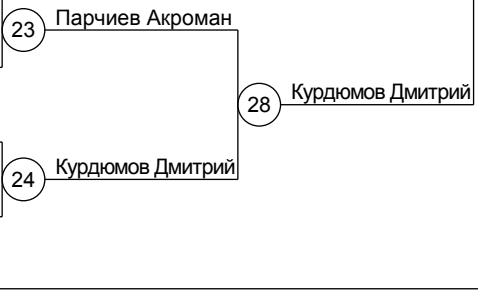 23 Парчиев Акроман
28 Курдюмов Дмитрий
24 Курдюмов Дмитрий